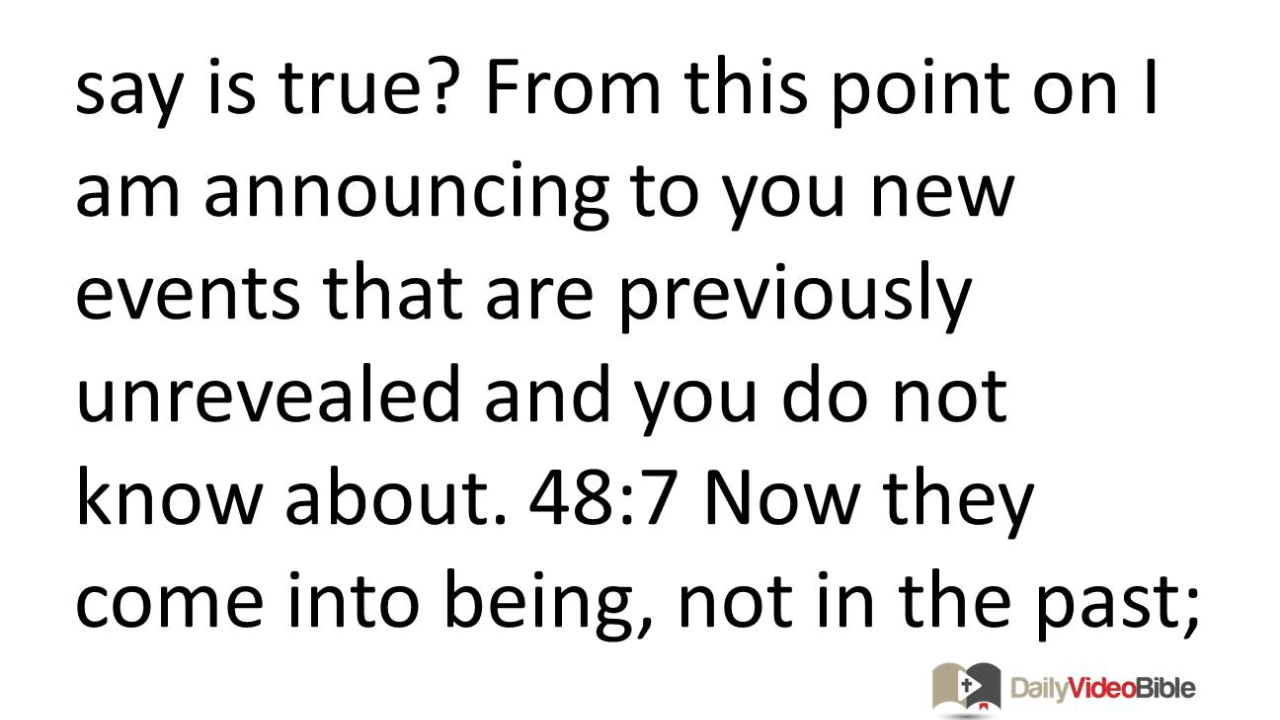 say is true? From this point on I
am announcing to you new
events that are previously
unrevealed and you do not
know about. 48:7 Now they
come into being, not in the past;
DailyVideoBible